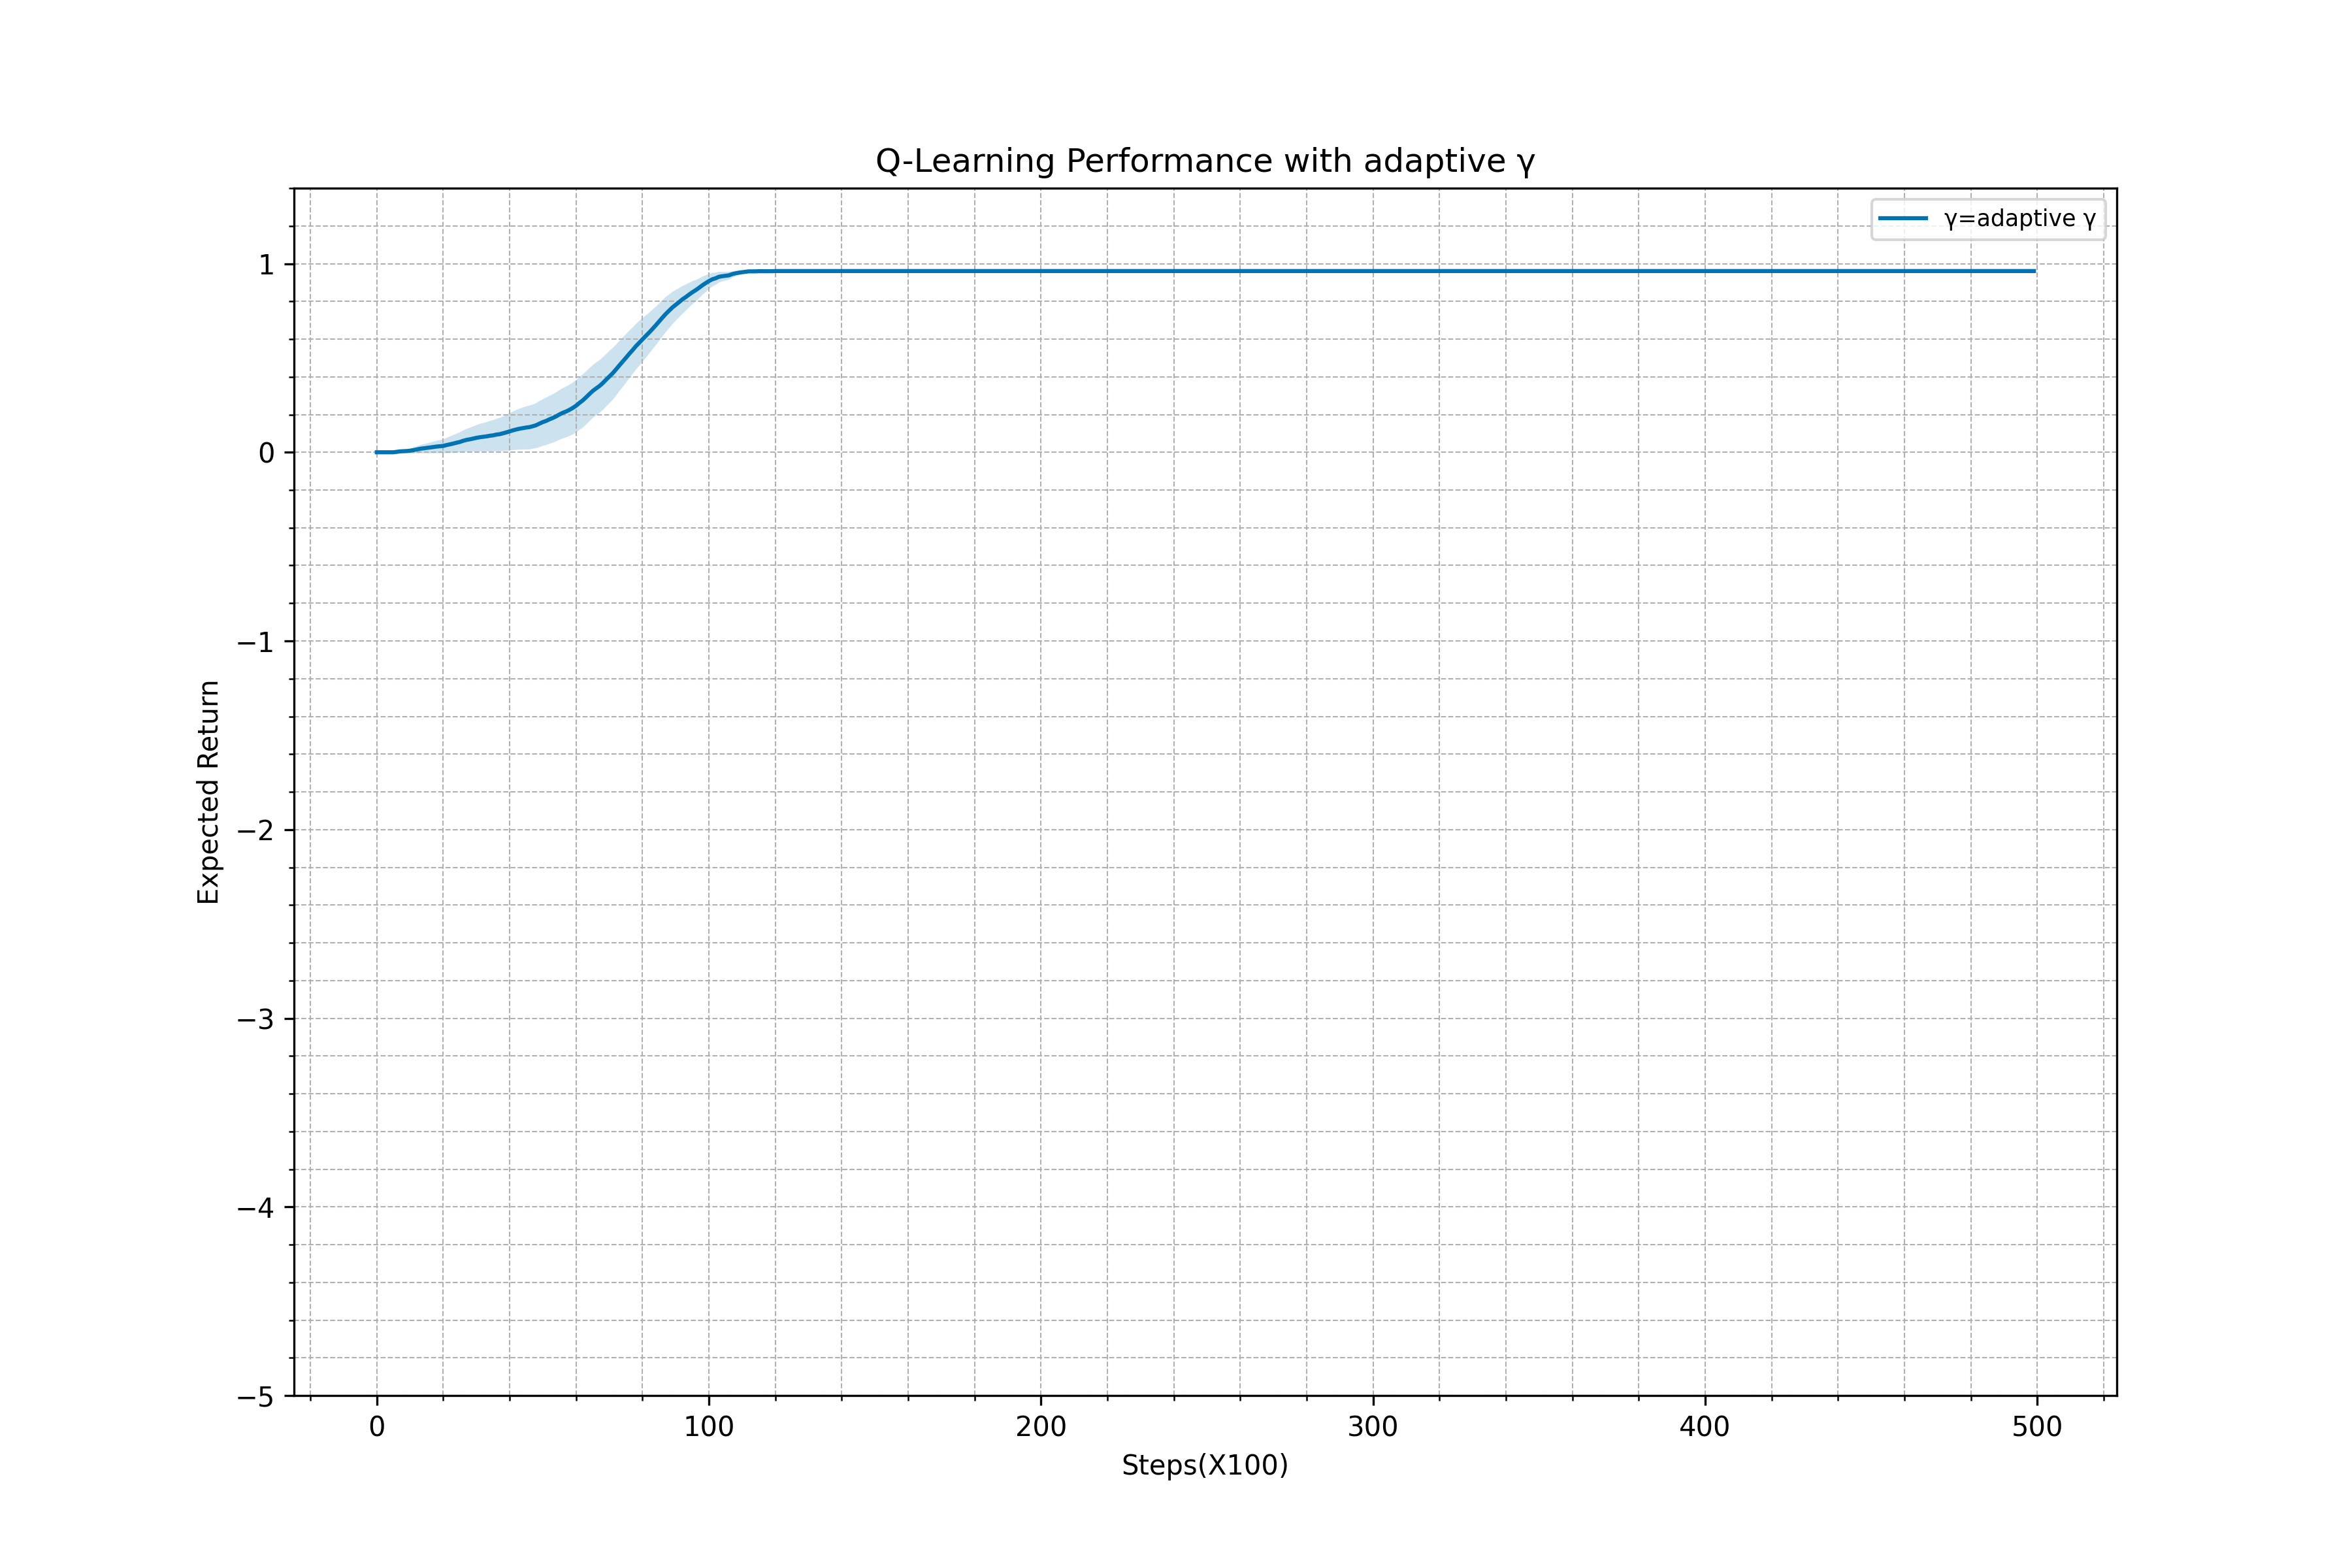 Q-Learning Performance with adaptive γ
γ=adaptive γ
1
0
−1
−2
−3
−4
−5
Expected Return
0 100 200 300 400 500
Steps(X100)